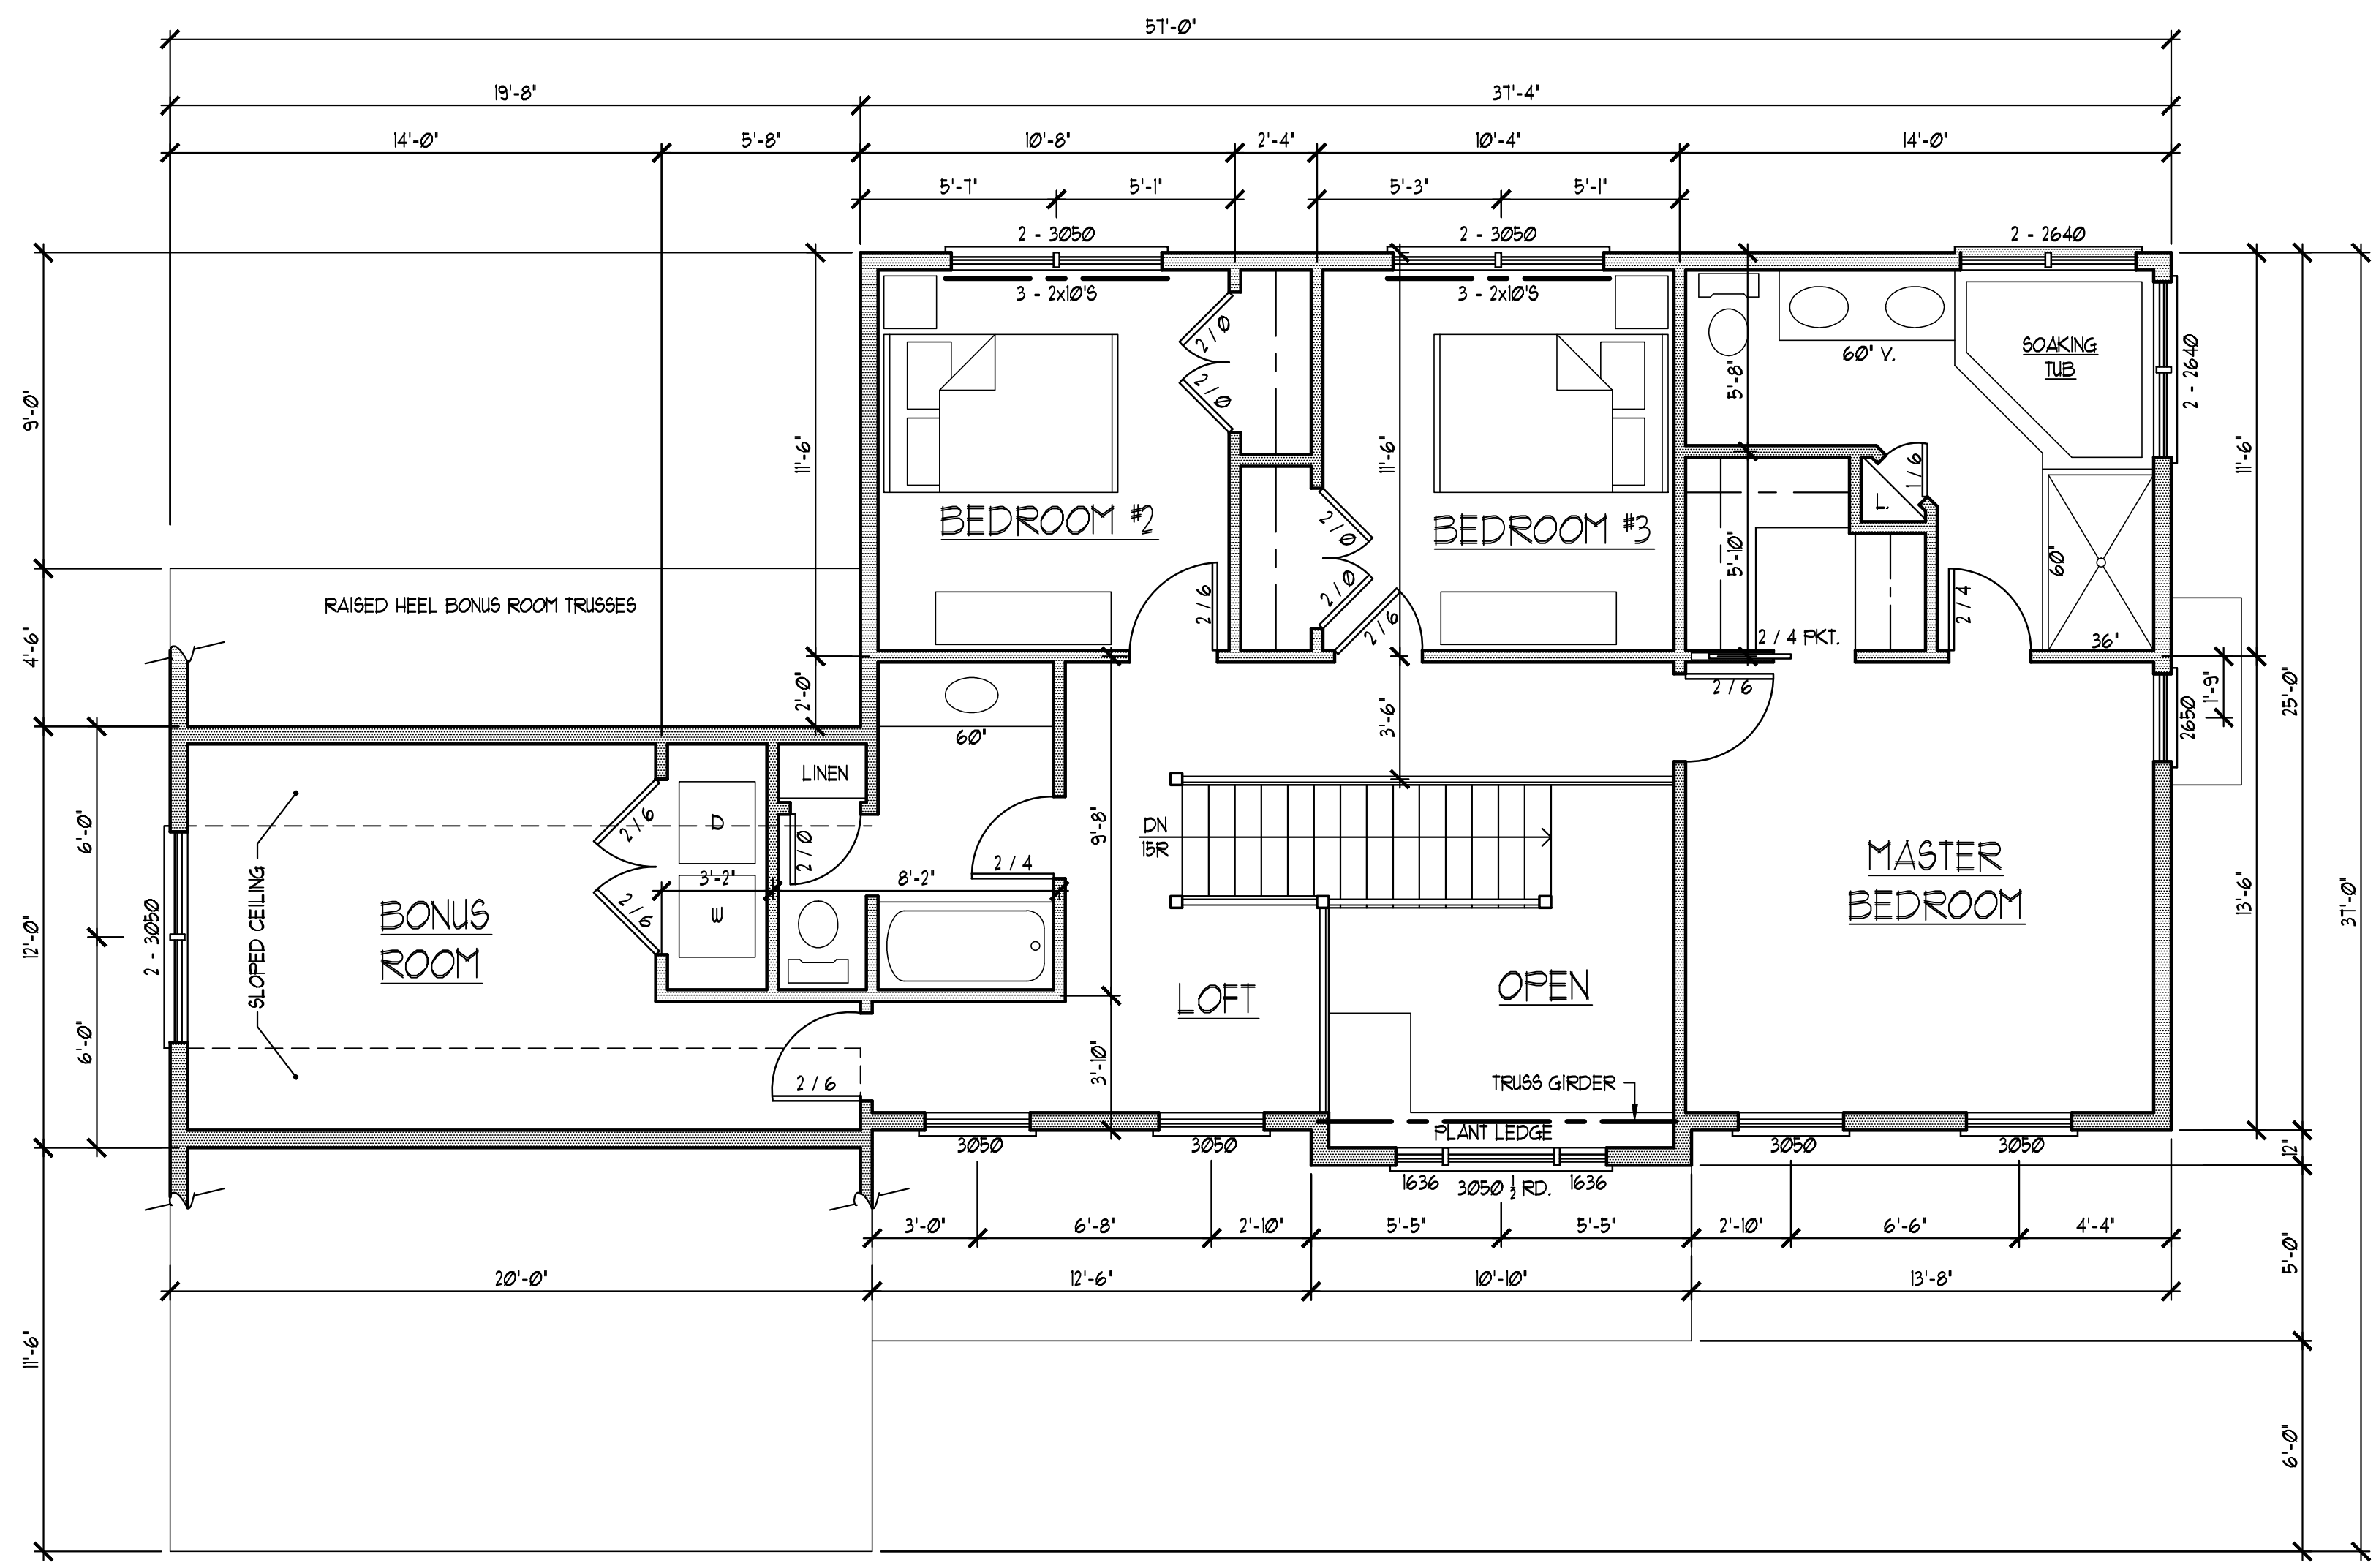 57'-0"
19'-8"
37'-4"
14'-0"
5'-8"
10'-8"
2'-4"
10'-4"
14'-0"
5'-7"
5'-1"
5'-3"
5'-1"
2 - 3050
2 - 3050
2 - 2640
3 - 2x10'S
3 - 2x10'S
2 / 0
2 / 0
60" V.
SOAKING
TUB
2 - 2640
5'-8"
9'-0"
11'-6"
11'-6"
11'-6"
1 / 6
L.
BEDROOM #2
BEDROOM #3
2 / 0
2 / 0
5'-10"
60"
RAISED HEEL BONUS ROOM TRUSSES
2 / 6
2 / 6
2 / 4
2 / 4 PKT.
36"
4'-6"
2'-0"
3'-6"
2 / 6
2650
1'-9"
25'-0"
60"
LINEN
6'-0"
2 / 6
D
2 / 0
9'-8"
DN
15R
2 / 4
3'-2"
8'-2"
MASTER
BEDROOM
13'-6"
37'-0"
12'-0"
2 - 3050
SLOPED CEILING
BONUS
ROOM
2 / 6
W
LOFT
OPEN
6'-0"
3'-10"
2 / 6
TRUSS GIRDER
PLANT LEDGE
3050
3050
3050
3050
12"
1636
3050 ½ RD.
1636
3'-0"
6'-8"
2'-10"
5'-5"
5'-5"
2'-10"
6'-6"
4'-4"
5'-0"
20'-0"
12'-6"
10'-10"
13'-8"
11'-6"
6'-0"